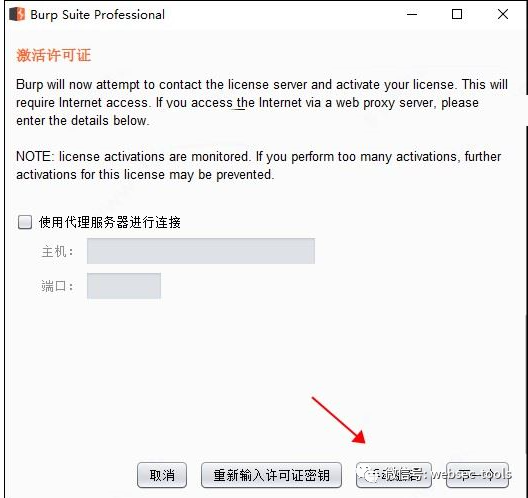 Burp Suite Professional
激活许可证
Burp will now attempt to contact the license server and activate your license. This will
require Internet access. If you access the Internet via a web proxy server, please
enter the details below.
NOTE: license activations are monitored. If you perform too many activations, further
activations for this license may be prevented.
使用代理服务器进行连接
主机：
端口：
取消 重新输入许可证密钥
微信号: websec-tools